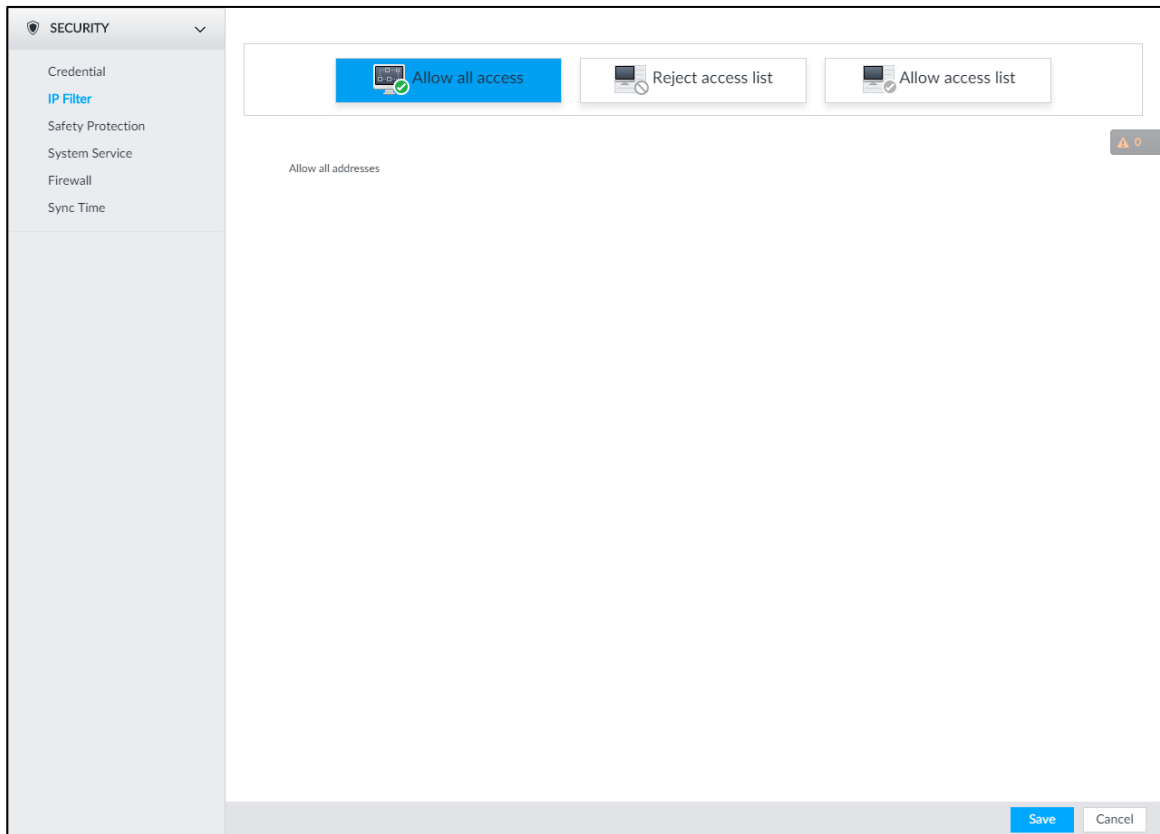 SECURITY
Credential
IP Filter
Safety Protection
System Service
Firewall
Sync Time
Allow all access
Reject access list
Allow access list
0
Allow all addresses
Save
Cancel